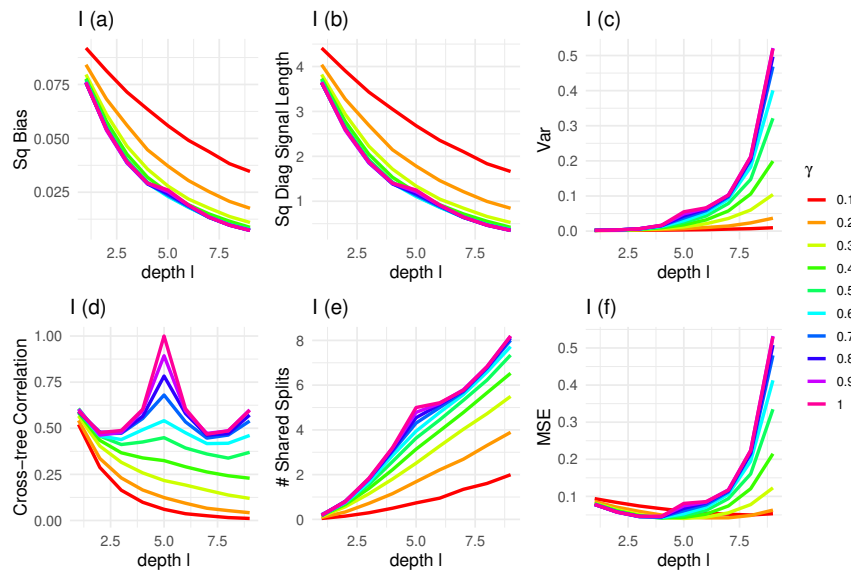 I (a)
I (b)
I (c)
Sq Bias
0.075
0.050
0.025
2.5 5.0 7.5
depth l
Sq Diag Signal Length
4
3
2
1
2.5 5.0 7.5
depth l
Var
0.5
0.4
0.3
0.2
0.1
0.0
2.5 5.0 7.5
depth l
I (d)
I (e)
I (f)
Cross−tree Correlation
1.00
0.75
0.50
0.25
0.00
2.5 5.0 7.5
depth l
# Shared Splits
8
6
4
2
0
2.5 5.0 7.5
depth l
MSE
0.5
0.4
0.3
0.2
0.1
2.5 5.0 7.5
depth l
γ
0.1
0.2
0.3
0.4
0.5
0.6
0.7
0.8
0.9
1